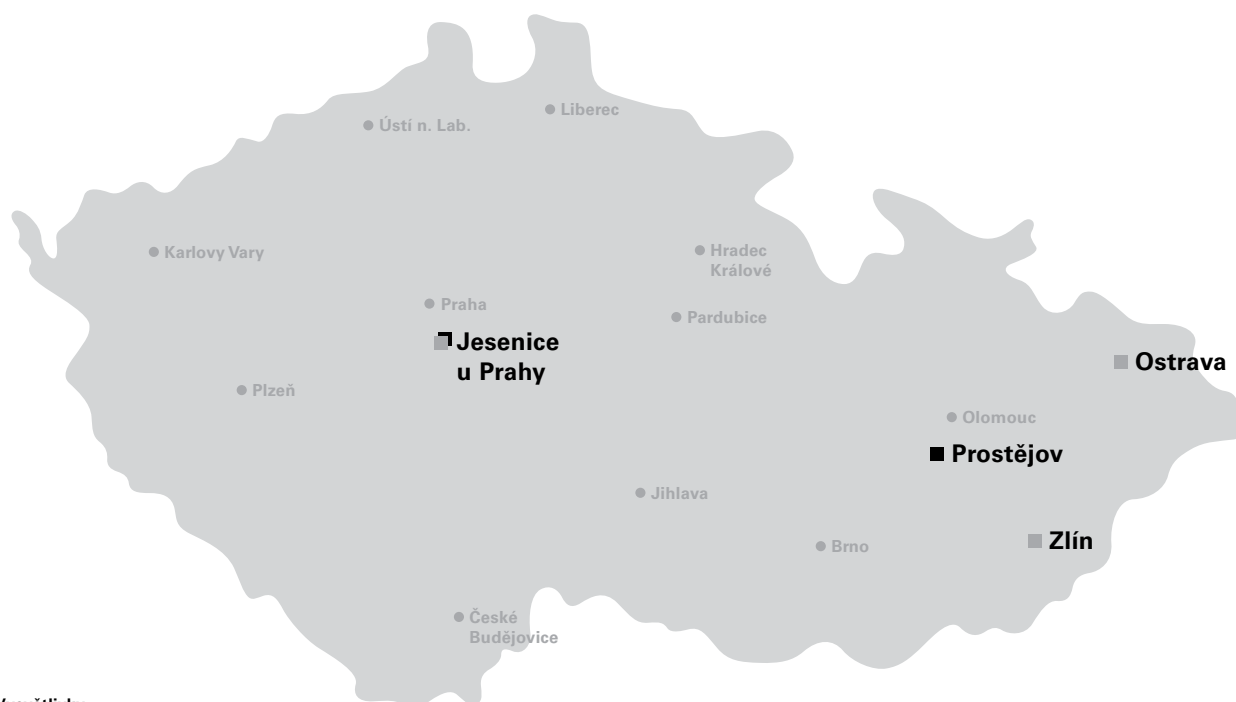 Liberec
Ústí n. Lab.
Karlovy Vary
Hradec
Králové
Praha
Pardubice
Jesenice
u Prahy
Ostrava
Plzeň
Olomouc
Prostějov
Jihlava
Zlín
Brno
České
Budějovice